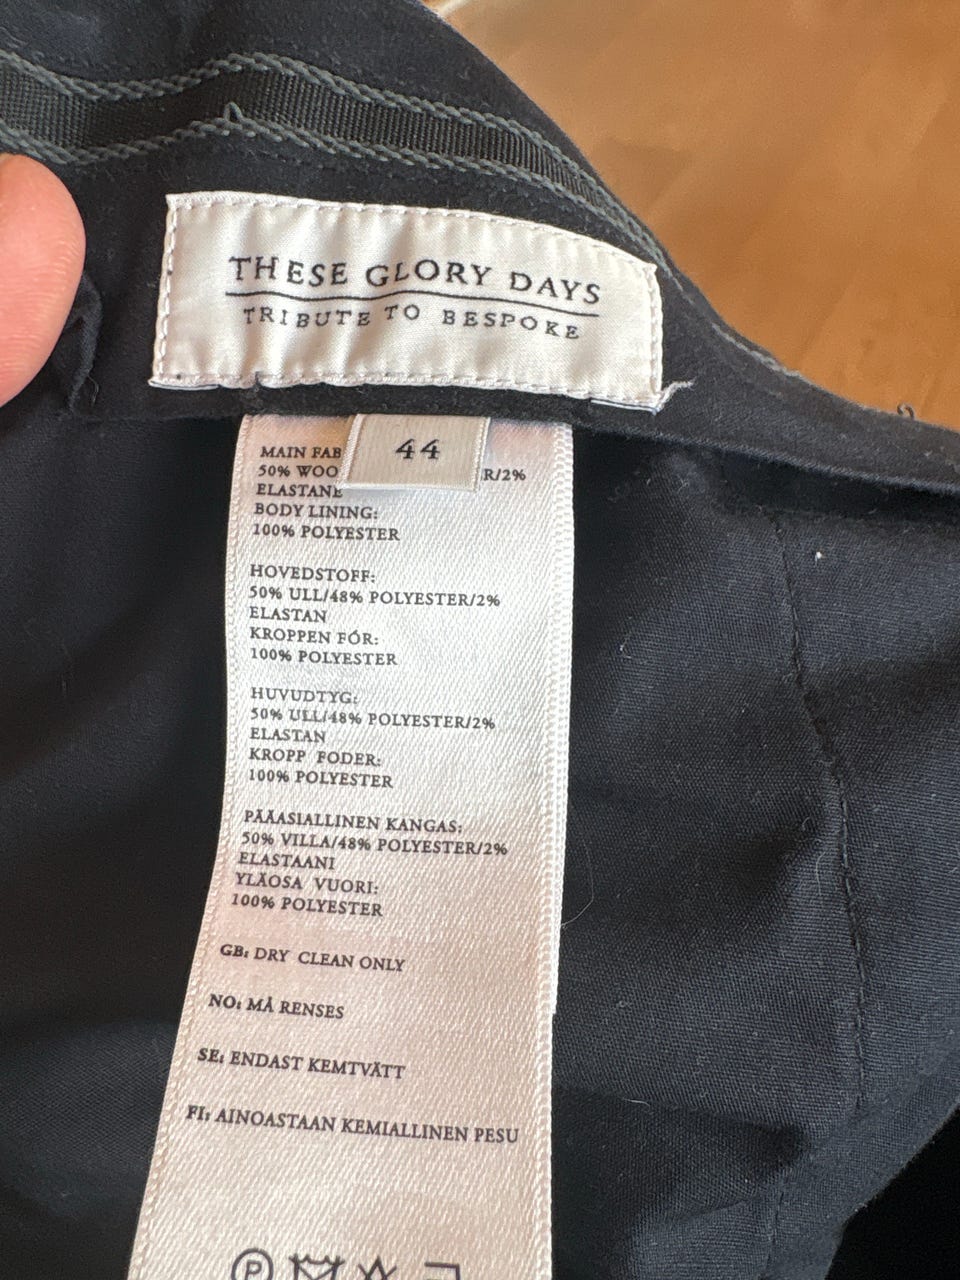 THESE GLORY DAYS
TRIBUTE TO BESPOKE
44
MAIN FAB
50% WOO R/2%
ELASTANE
BODY LINING:
100% POLYESTER
HOVEDSTOFF:
50% ULL/48% POLYESTER/2%
ELASTAN
KROPPEN FÓR:
100% POLYESTER
HUVUDTYG:
50% ULL/48% POLYESTER/2%
ELASTAN
KROPP FODER:
100% POLYESTER
PÄÄASIALLINEN KANGAS:
50% VILLA/48% POLYESTER/2%
ELASTAANI
YLÄOSA VUORI:
100% POLYESTER
GB: DRY CLEAN ONLY
NO: MÅ RENSES
SE: ENDAST KEMTVÄTT
FI: AINOASTAAN KEMIALLINEN PESU
P